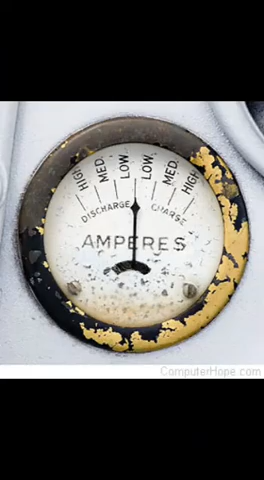 HIGH MED. LOW LOW MED. HIGH
DISCHARGE CHARGE
AMPERES
ComputerHope.com